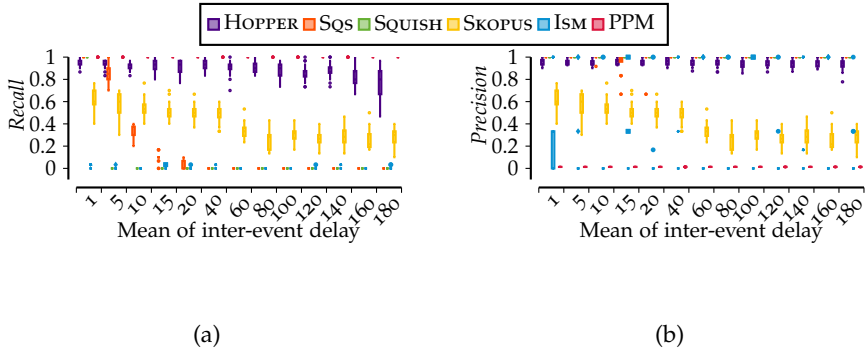 HOPPER SQS SQUISH SKOPUS ISM PPM
Recall
1
0.8
0.6
0.4
0.2
0
1 5 10 15 20 40 60 80 100 120 140 160 180
Mean of inter-event delay
(a)
Precision
1
0.8
0.6
0.4
0.2
0
1 5 10 15 20 40 60 80 100 120 140 160 180
Mean of inter-event delay
(b)